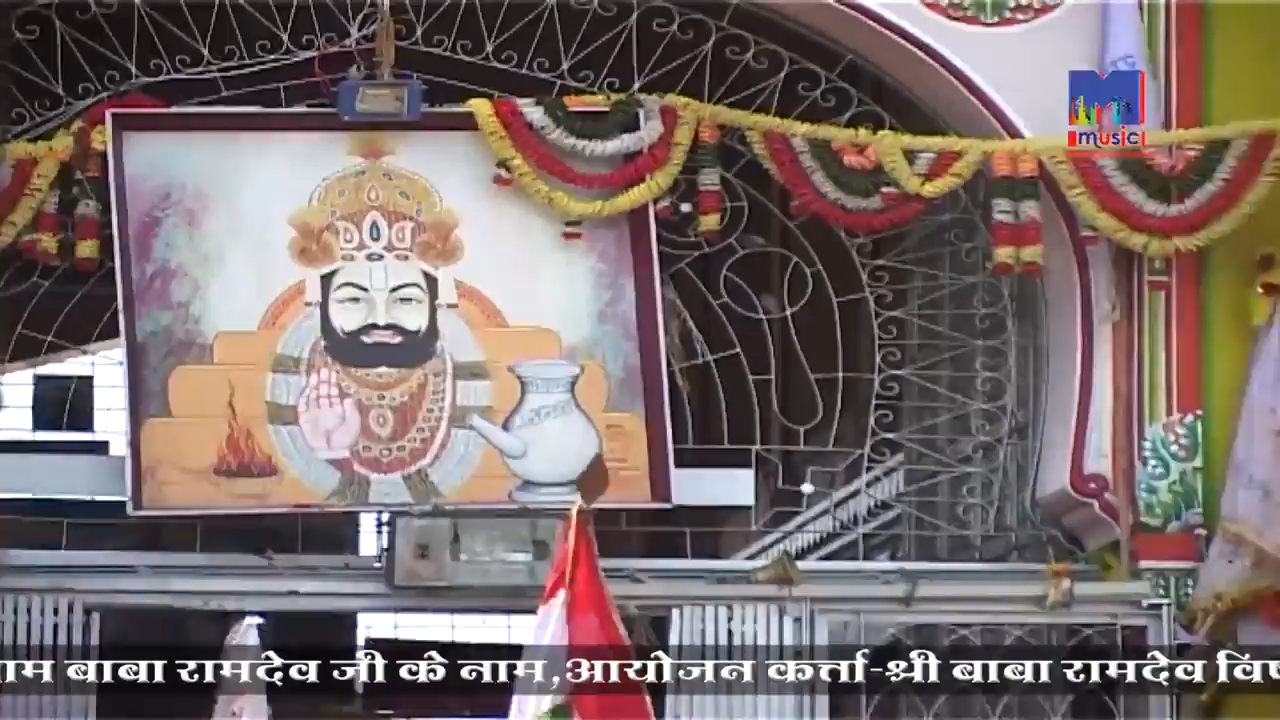 music
बाबा रामदेव जी के नाम,आयोजन कर्त्ता-श्री बाबा रामदेव